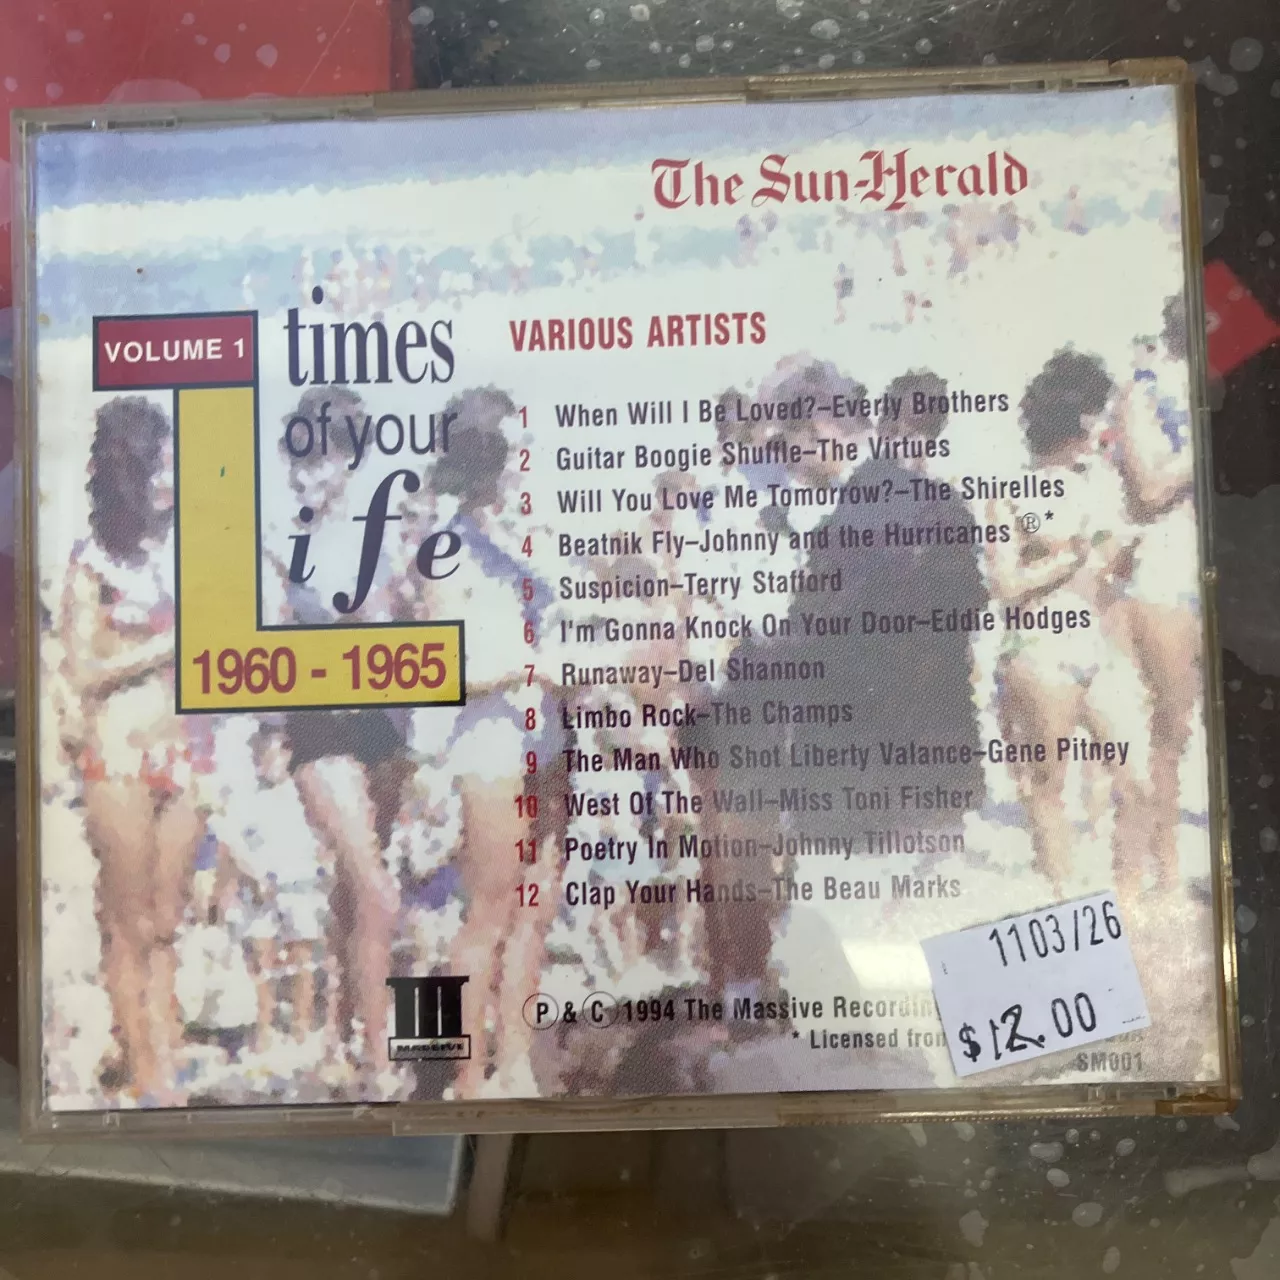 The Sun-Herald
VOLUME 1
times
of your
Life
1960 - 1965
VARIOUS ARTISTS
1 When Will I Be Loved?–Everly Brothers
2 Guitar Boogie Shuffle–The Virtues
3 Will You Love Me Tomorrow?–The Shirelles
4 Beatnik Fly–Johnny and the Hurricanes ®*
5 Suspicion–Terry Stafford
6 I'm Gonna Knock On Your Door–Eddie Hodges
7 Runaway–Del Shannon
8 Limbo Rock–The Champs
9 The Man Who Shot Liberty Valance–Gene Pitney
10 West Of The Wall–Miss Toni Fisher
11 Poetry In Motion–Johnny Tillotson
12 Clap Your Hands–The Beau Marks
MASSIVE
Ⓟ & Ⓒ 1994 The Massive Recordin
* Licensed from
SM001
1103/26
$12.00